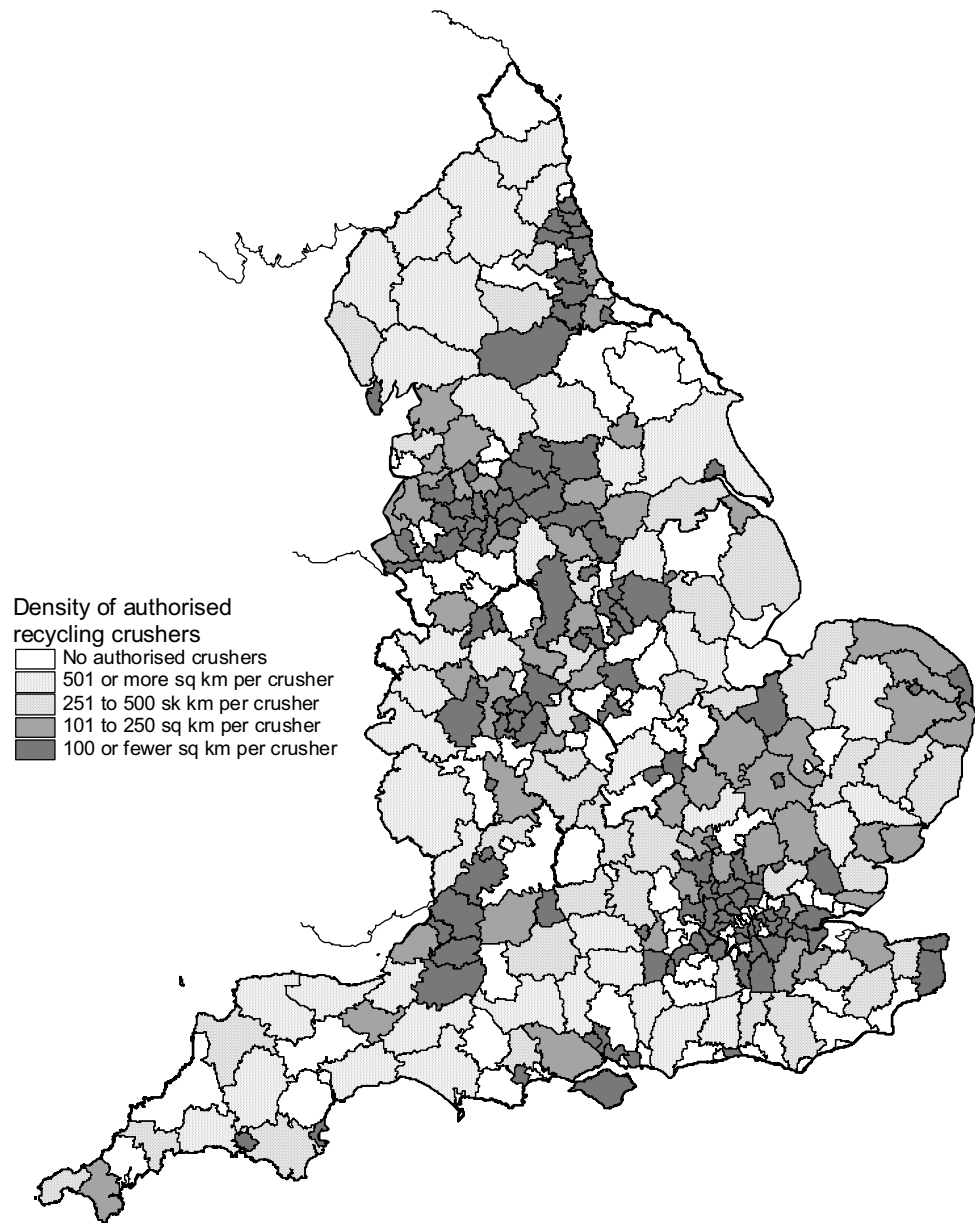 Density of authorised
recycling crushers
No authorised crushers
501 or more sq km per crusher
251 to 500 sk km per crusher
101 to 250 sq km per crusher
100 or fewer sq km per crusher